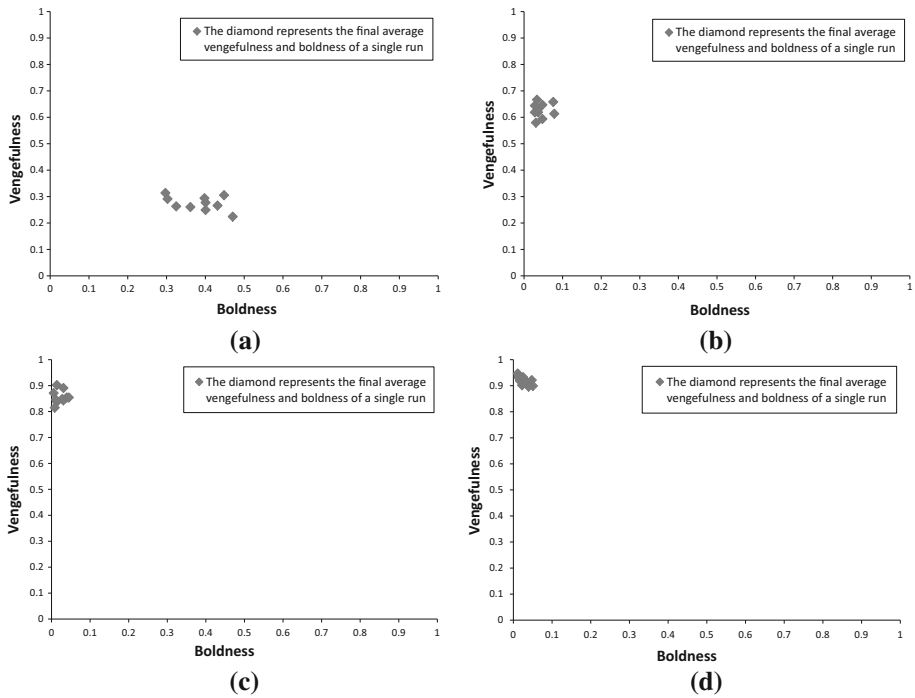 1
0.9
0.8
0.7
0.6
0.5
0.4
0.3
0.2
0.1
0
Vengefulness
The diamond represents the final average
vengefulness and boldness of a single run
0 0.1 0.2 0.3 0.4 0.5 0.6 0.7 0.8 0.9 1
Boldness
(a)
1
0.9
0.8
0.7
0.6
0.5
0.4
0.3
0.2
0.1
0
Vengefulness
The diamond represents the final average
vengefulness and boldness of a single run
0 0.1 0.2 0.3 0.4 0.5 0.6 0.7 0.8 0.9 1
Boldness
(b)
1
0.9
0.8
0.7
0.6
0.5
0.4
0.3
0.2
0.1
0
Vengefulness
The diamond represents the final average
vengefulness and boldness of a single run
0 0.1 0.2 0.3 0.4 0.5 0.6 0.7 0.8 0.9 1
Boldness
(c)
1
0.9
0.8
0.7
0.6
0.5
0.4
0.3
0.2
0.1
0
Vengefulness
The diamond represents the final average
vengefulness and boldness of a single run
0 0.1 0.2 0.3 0.4 0.5 0.6 0.7 0.8 0.9 1
Boldness
(d)